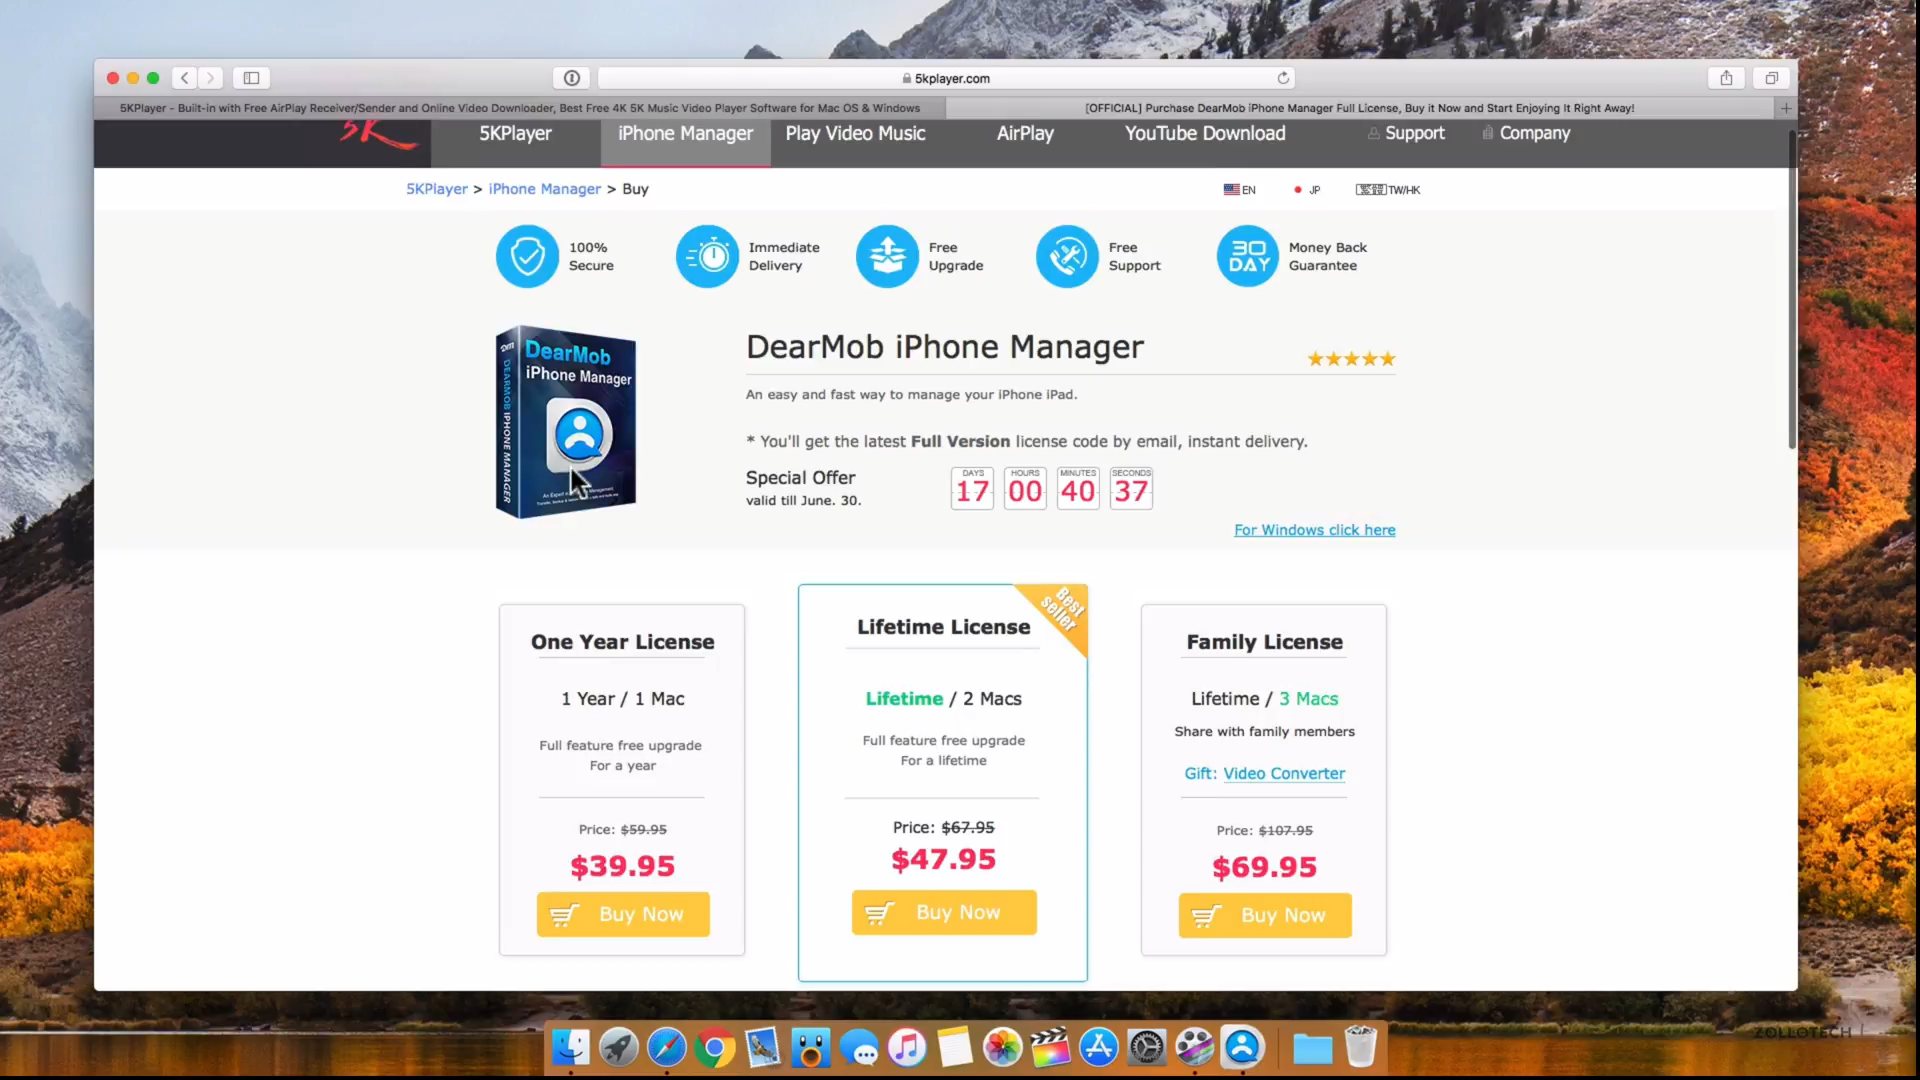 5kplayer.com
5KPlayer - Built-in with Free AirPlay Receiver/Sender and Online Video Downloader, Best Free 4K 5K Music Video Player Software for Mac OS & Windows
[OFFICIAL] Purchase DearMob iPhone Manager Full License, Buy it Now and Start Enjoying It Right Away!
5K
5KPlayer
iPhone Manager
Play Video Music
AirPlay
YouTube Download
Support
Company
5KPlayer > iPhone Manager > Buy
EN
JP
TW/HK
100%
Secure
Immediate
Delivery
Free
Upgrade
Free
Support
30
DAY
Money Back
Guarantee
DearMob
iPhone Manager
DEARMOB IPHONE MANAGER
DearMob iPhone Manager
An easy and fast way to manage your iPhone iPad.
* You'll get the latest Full Version license code by email, instant delivery.
Special Offer
valid till June. 30.
DAYS
17
HOURS
00
MINUTES
40
SECONDS
37
For Windows click here
One Year License
1 Year / 1 Mac
Full feature free upgrade
For a year
Price: $59.95
$39.95
Buy Now
Best
seller
Lifetime License
Lifetime / 2 Macs
Full feature free upgrade
For a lifetime
Price: $67.95
$47.95
Buy Now
Family License
Lifetime / 3 Macs
Share with family members
Gift: Video Converter
Price: $107.95
$69.95
Buy Now
ZOLLOTECH